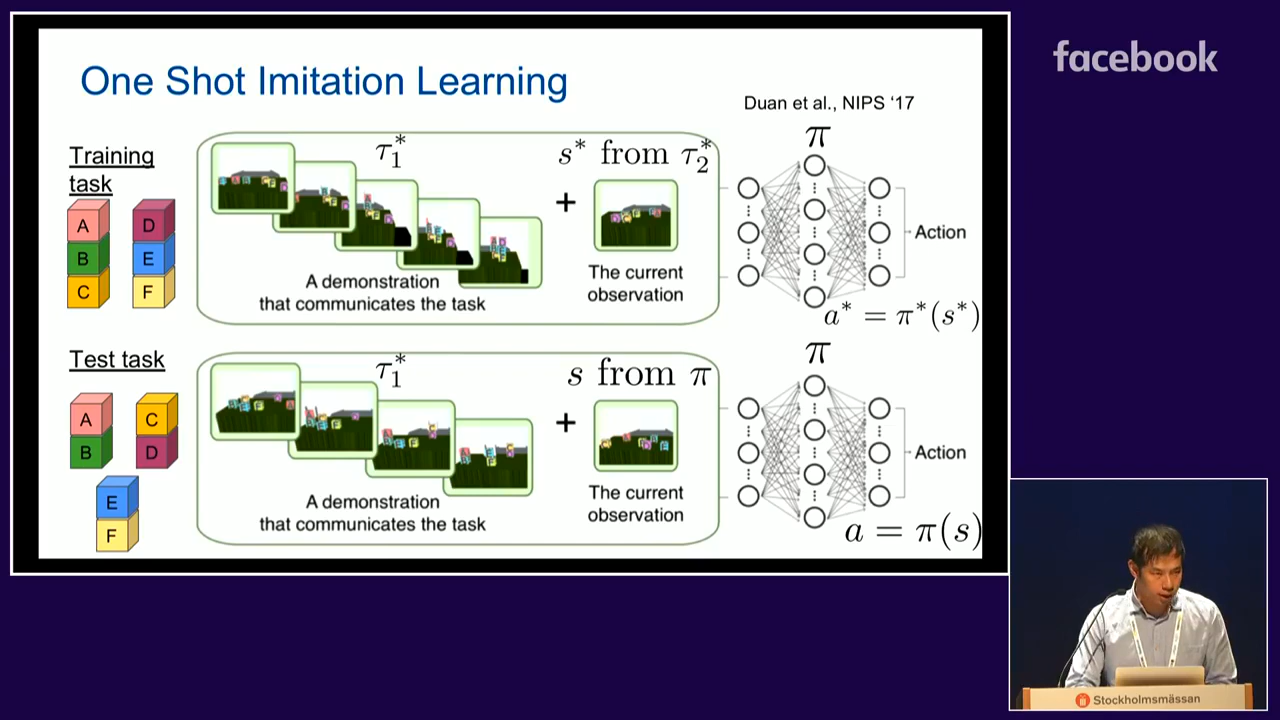 One Shot Imitation Learning
facebook
Duan et al., NIPS ‘17
Training
task
A
D
B
E
C
F
τ₁*
s* from τ₂*
+
π
A demonstration
that communicates the task
The current
observation
Action
a* = π*(s*)
Test task
A
C
B
D
E
F
τ₁*
s from π
+
π
A demonstration
that communicates the task
The current
observation
Action
a = π(s)
Stockholmsmässan